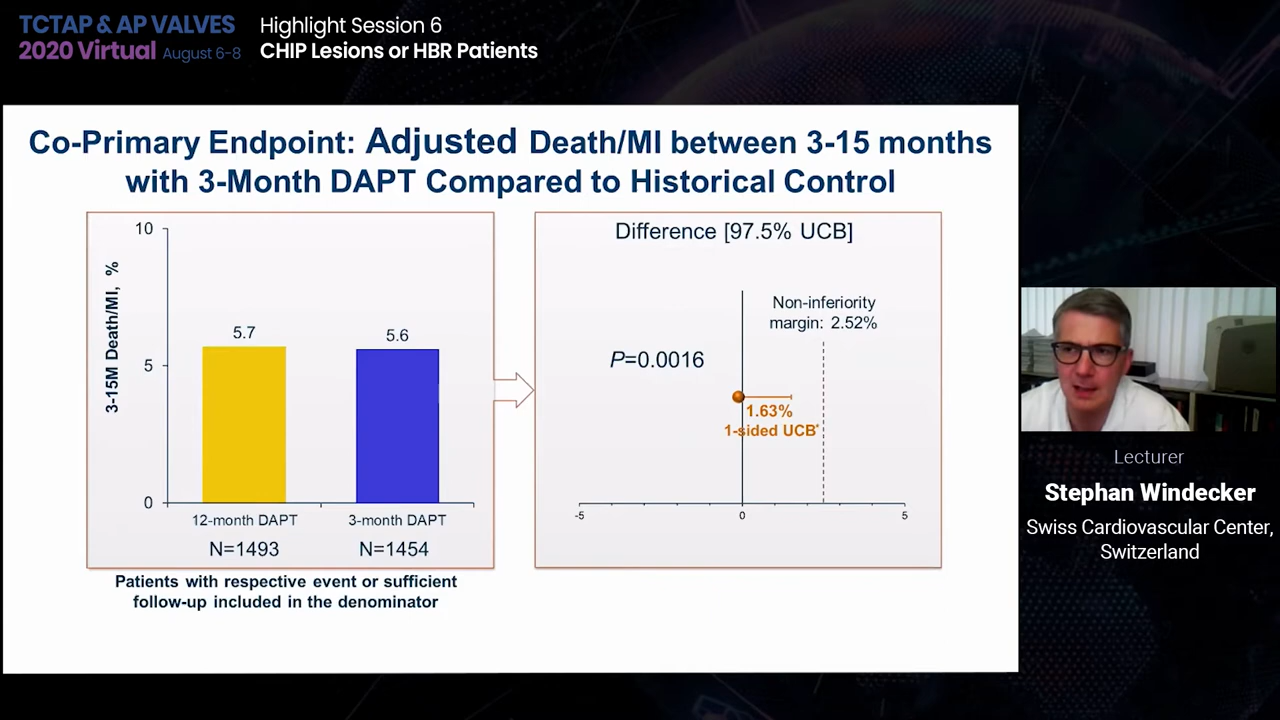 TCTAP & AP VALVES
2020 Virtual August 6-8
Highlight Session 6
CHIP Lesions or HBR Patients
Co-Primary Endpoint: Adjusted Death/MI between 3-15 months
with 3-Month DAPT Compared to Historical Control
3-15M Death/MI, %
10
5
0
5.7
5.6
12-month DAPT
3-month DAPT
N=1493
N=1454
Patients with respective event or sufficient
follow-up included in the denominator
Difference [97.5% UCB]
Non-inferiority
margin: 2.52%
P=0.0016
1.63%
1-sided UCB*
-5
0
5
Lecturer
Stephan Windecker
Swiss Cardiovascular Center,
Switzerland